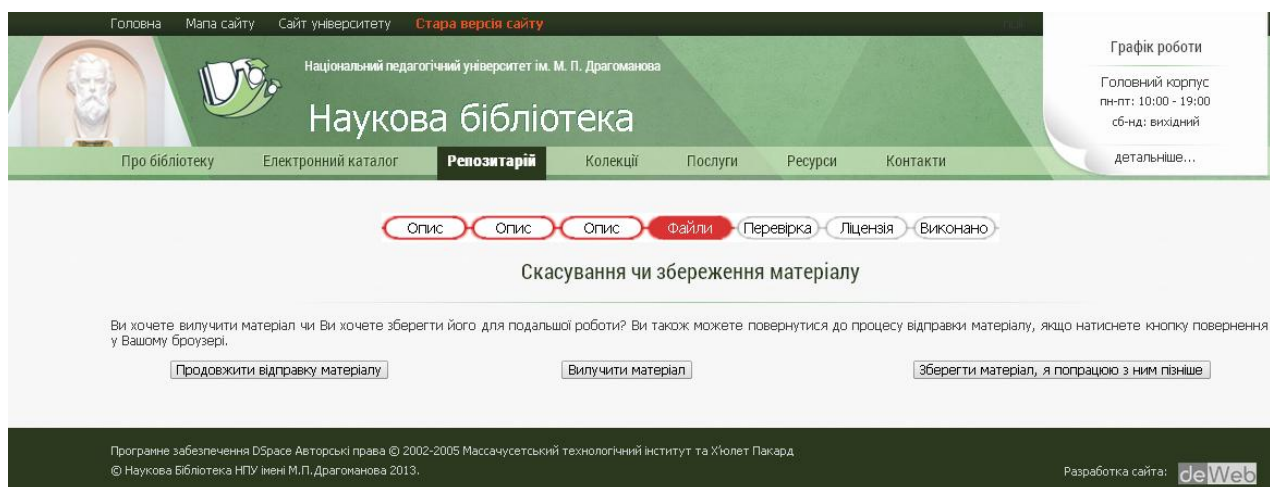 Головна Мапа сайту Сайт університету Стара версія сайту
Національний педагогічний університет ім. М. П. Драгоманова
Наукова бібліотека
Графік роботи
Головний корпус
пн-пт: 10:00 - 19:00
сб-нд: вихідний
детальніше...
Про бібліотеку Електронний каталог Репозитарій Колекції Послуги Ресурси Контакти
Опис Опис Опис Файли Перевірка Ліцензія Виконано
Скасування чи збереження матеріалу
Ви хочете вилучити матеріал чи Ви хочете зберегти його для подальшої роботи? Ви також можете повернутися до процесу відправки матеріалу, якщо натиснете кнопку повернення
у Вашому броузері.
Продовжити відправку матеріалу Вилучити матеріал Зберегти матеріал, я попрацюю з ним пізніше
Програмне забезпечення DSpace Авторські права © 2002-2005 Массачусетський технологічний інститут та Х’юлет Пакард
© Наукова Бібліотека НПУ імені М.П.Драгоманова 2013.
Разработка сайта: deWeb